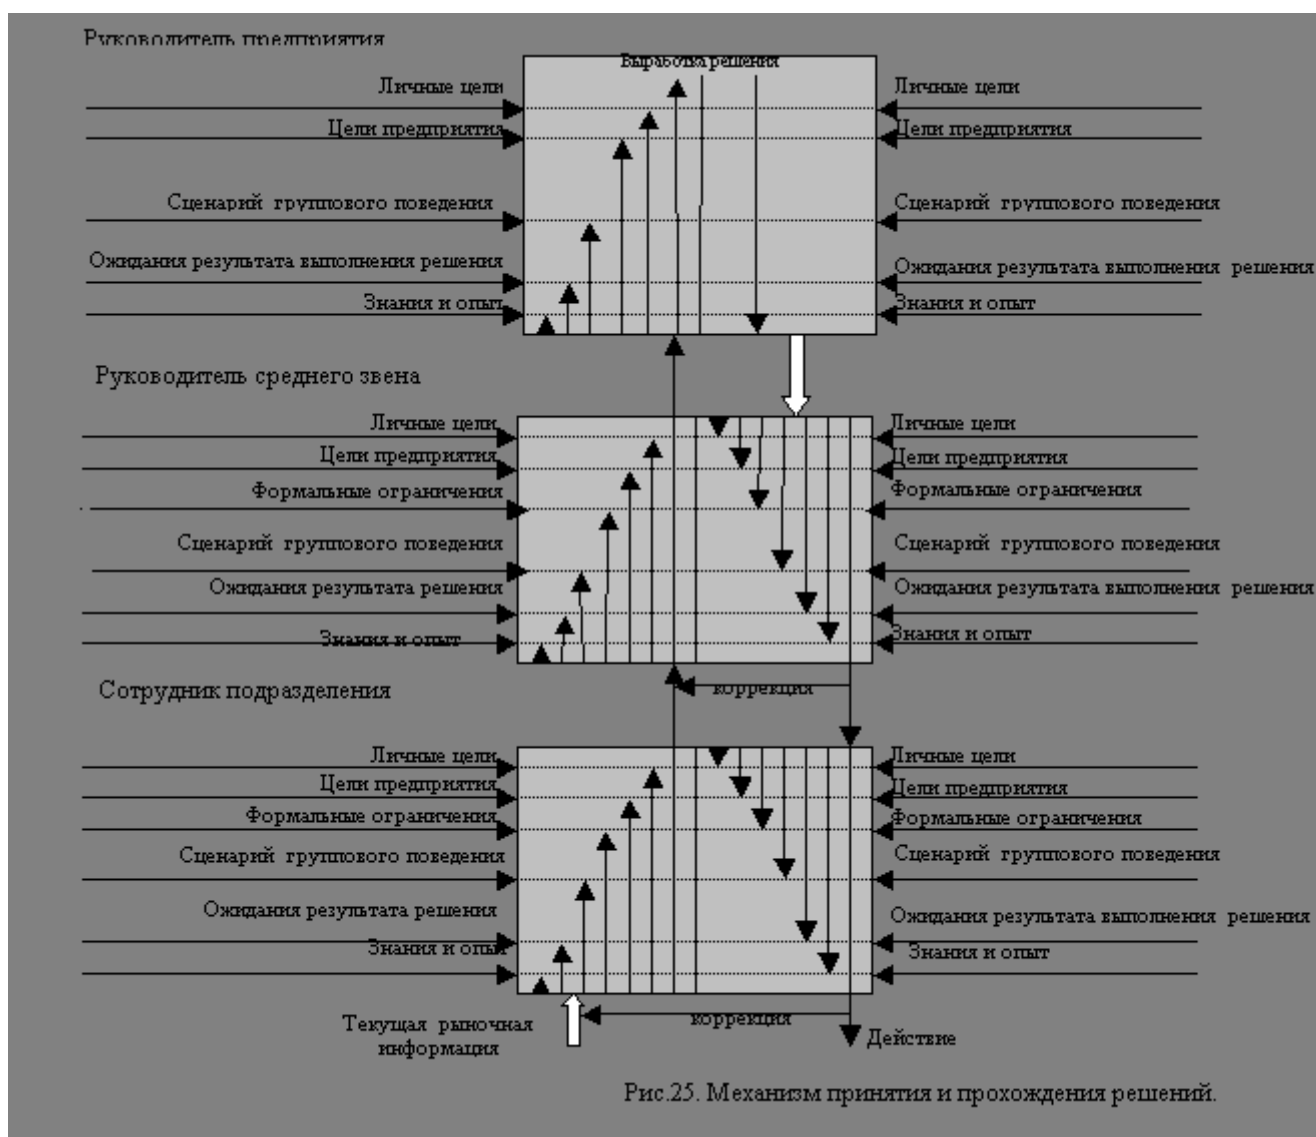 Руководитель предприятия
Выработка решения
Личные цели
Личные цели
Цели предприятия
Цели предприятия
Сценарий группового поведения
Сценарий группового поведения
Ожидания результата выполнения решения
Ожидания результата выполнения решения
Знания и опыт
Знания и опыт
Руководитель среднего звена
Личные цели
Личные цели
Цели предприятия
Цели предприятия
Формальные ограничения
Формальные ограничения
Сценарий группового поведения
Сценарий группового поведения
Ожидания результата решения
Ожидания результата выполнения решения
Знания и опыт
Знания и опыт
Сотрудник подразделения
коррекция
Личные цели
Личные цели
Цели предприятия
Цели предприятия
Формальные ограничения
Формальные ограничения
Сценарий группового поведения
Сценарий группового поведения
Ожидания результата решения
Ожидания результата выполнения решения
Знания и опыт
Знания и опыт
Текущая рыночная
информация
коррекция
Действие
Рис.25. Механизм принятия и прохождения решений.